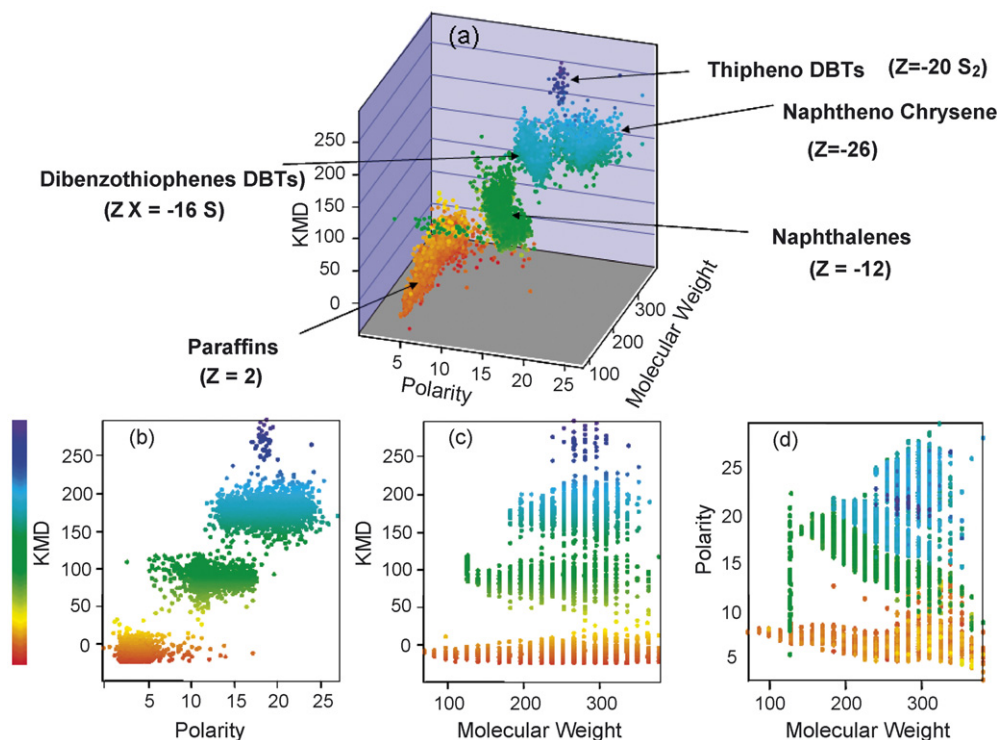 (a)
Thipheno DBTs (Z=-20 S₂)
Naphtheno Chrysene
(Z=-26)
Dibenzothiophenes DBTs)
(Z X = -16 S)
Naphthalenes
(Z = -12)
Paraffins
(Z = 2)
KMD
250
200
150
100
50
0
5
10
15
20
25
Polarity
100
200
300
Molecular Weight
(b)
KMD
250
200
150
100
50
0
5
10
15
20
25
Polarity
(c)
KMD
250
200
150
100
50
0
100
200
300
Molecular Weight
(d)
Polarity
25
20
15
10
5
100
200
300
Molecular Weight